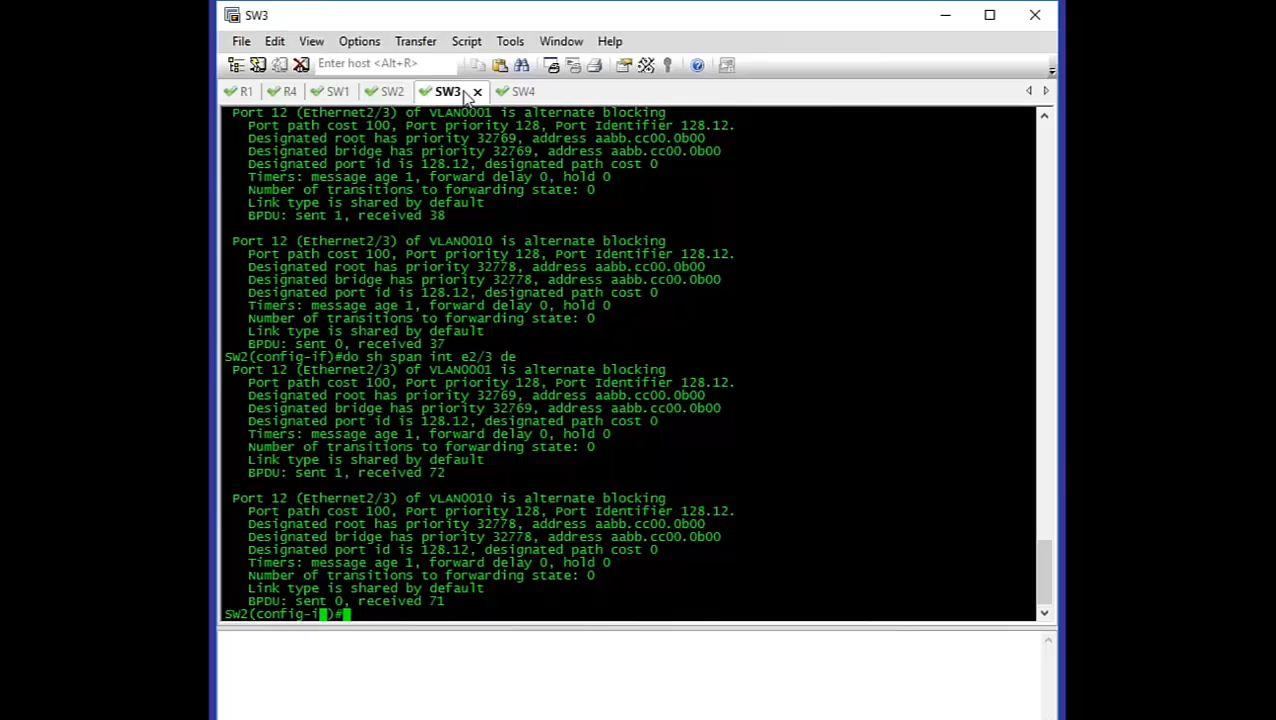 SW3
File Edit View Options Transfer Script Tools Window Help
Enter host <Alt+R>
R1 R4 SW1 SW2 SW3 SW4
Port 12 (Ethernet2/3) of VLAN0001 is alternate blocking
Port path cost 100, Port priority 128, Port Identifier 128.12.
Designated root has priority 32769, address aabb.cc00.0b00
Designated bridge has priority 32769, address aabb.cc00.0b00
Designated port id is 128.12, designated path cost 0
Timers: message age 1, forward delay 0, hold 0
Number of transitions to forwarding state: 0
Link type is shared by default
BPDU: sent 1, received 38
Port 12 (Ethernet2/3) of VLAN0010 is alternate blocking
Port path cost 100, Port priority 128, Port Identifier 128.12.
Designated root has priority 32778, address aabb.cc00.0b00
Designated bridge has priority 32778, address aabb.cc00.0b00
Designated port id is 128.12, designated path cost 0
Timers: message age 1, forward delay 0, hold 0
Number of transitions to forwarding state: 0
Link type is shared by default
BPDU: sent 0, received 37
SW2(config-if)#do sh span int e2/3 de
Port 12 (Ethernet2/3) of VLAN0001 is alternate blocking
Port path cost 100, Port priority 128, Port Identifier 128.12.
Designated root has priority 32769, address aabb.cc00.0b00
Designated bridge has priority 32769, address aabb.cc00.0b00
Designated port id is 128.12, designated path cost 0
Timers: message age 1, forward delay 0, hold 0
Number of transitions to forwarding state: 0
Link type is shared by default
BPDU: sent 1, received 72
Port 12 (Ethernet2/3) of VLAN0010 is alternate blocking
Port path cost 100, Port priority 128, Port Identifier 128.12.
Designated root has priority 32778, address aabb.cc00.0b00
Designated bridge has priority 32778, address aabb.cc00.0b00
Designated port id is 128.12, designated path cost 0
Timers: message age 1, forward delay 0, hold 0
Number of transitions to forwarding state: 0
Link type is shared by default
BPDU: sent 0, received 71
SW2(config-if)#